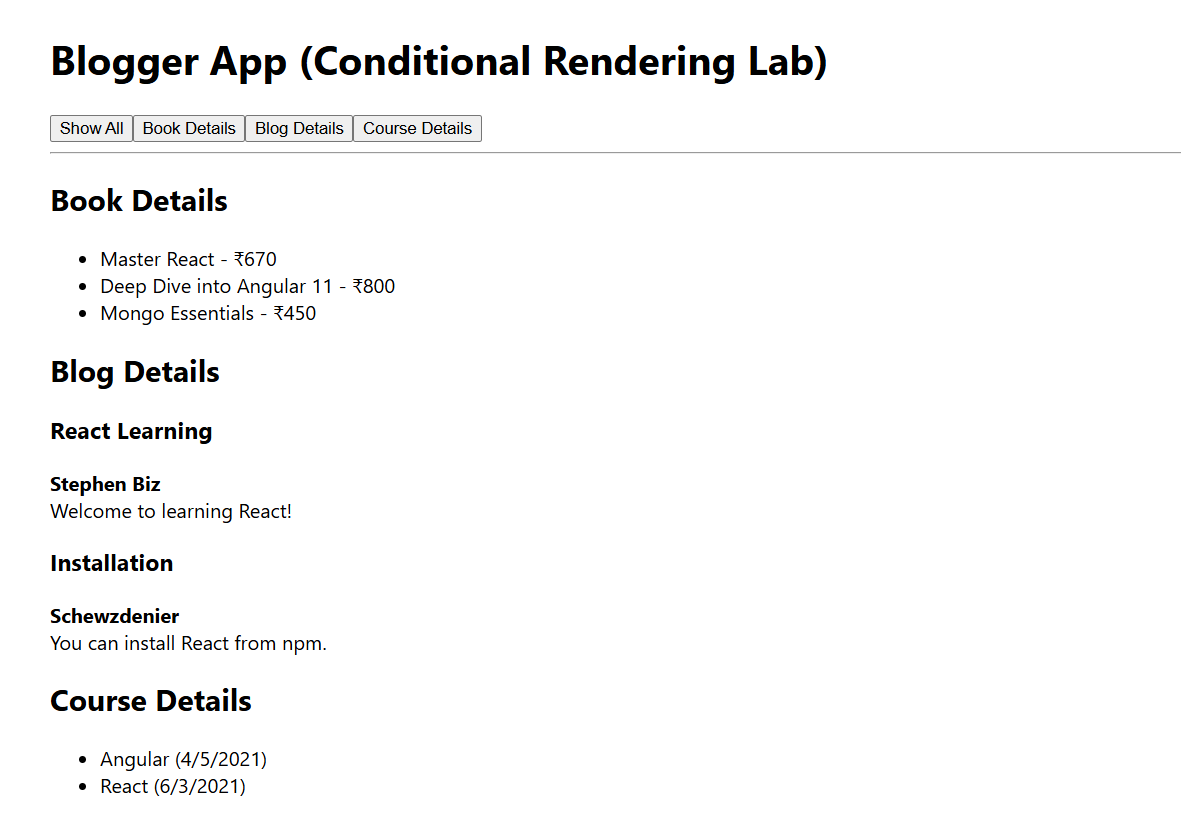 Blogger App (Conditional Rendering Lab)
Show All Book Details Blog Details Course Details
Book Details
• Master React - ₹670
• Deep Dive into Angular 11 - ₹800
• Mongo Essentials - ₹450
Blog Details
React Learning
Stephen Biz
Welcome to learning React!
Installation
Schewzdenier
You can install React from npm.
Course Details
• Angular (4/5/2021)
• React (6/3/2021)